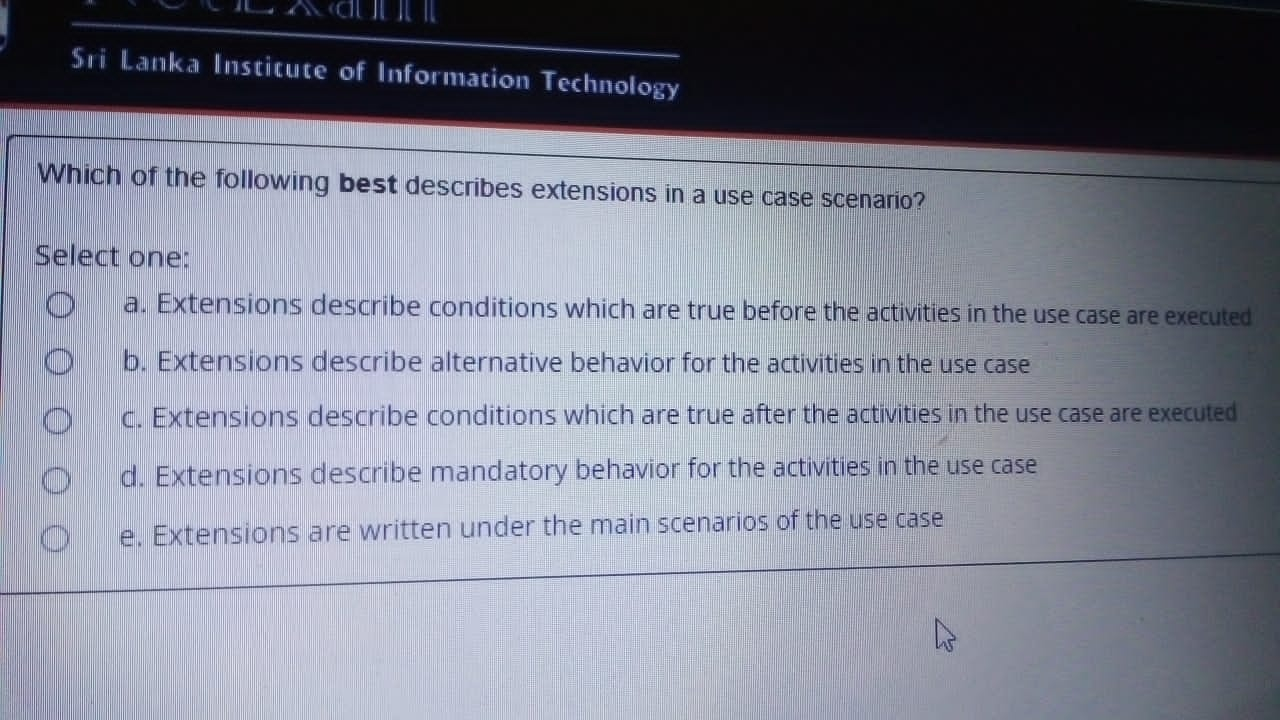 Sri Lanka Institute of Information Technology
Which of the following best describes extensions in a use case scenario?
Select one:
a. Extensions describe conditions which are true before the activities in the use case are executed
b. Extensions describe alternative behavior for the activities in the use case
c. Extensions describe conditions which are true after the activities in the use case are executed
d. Extensions describe mandatory behavior for the activities in the use case
e. Extensions are written under the main scenarios of the use case